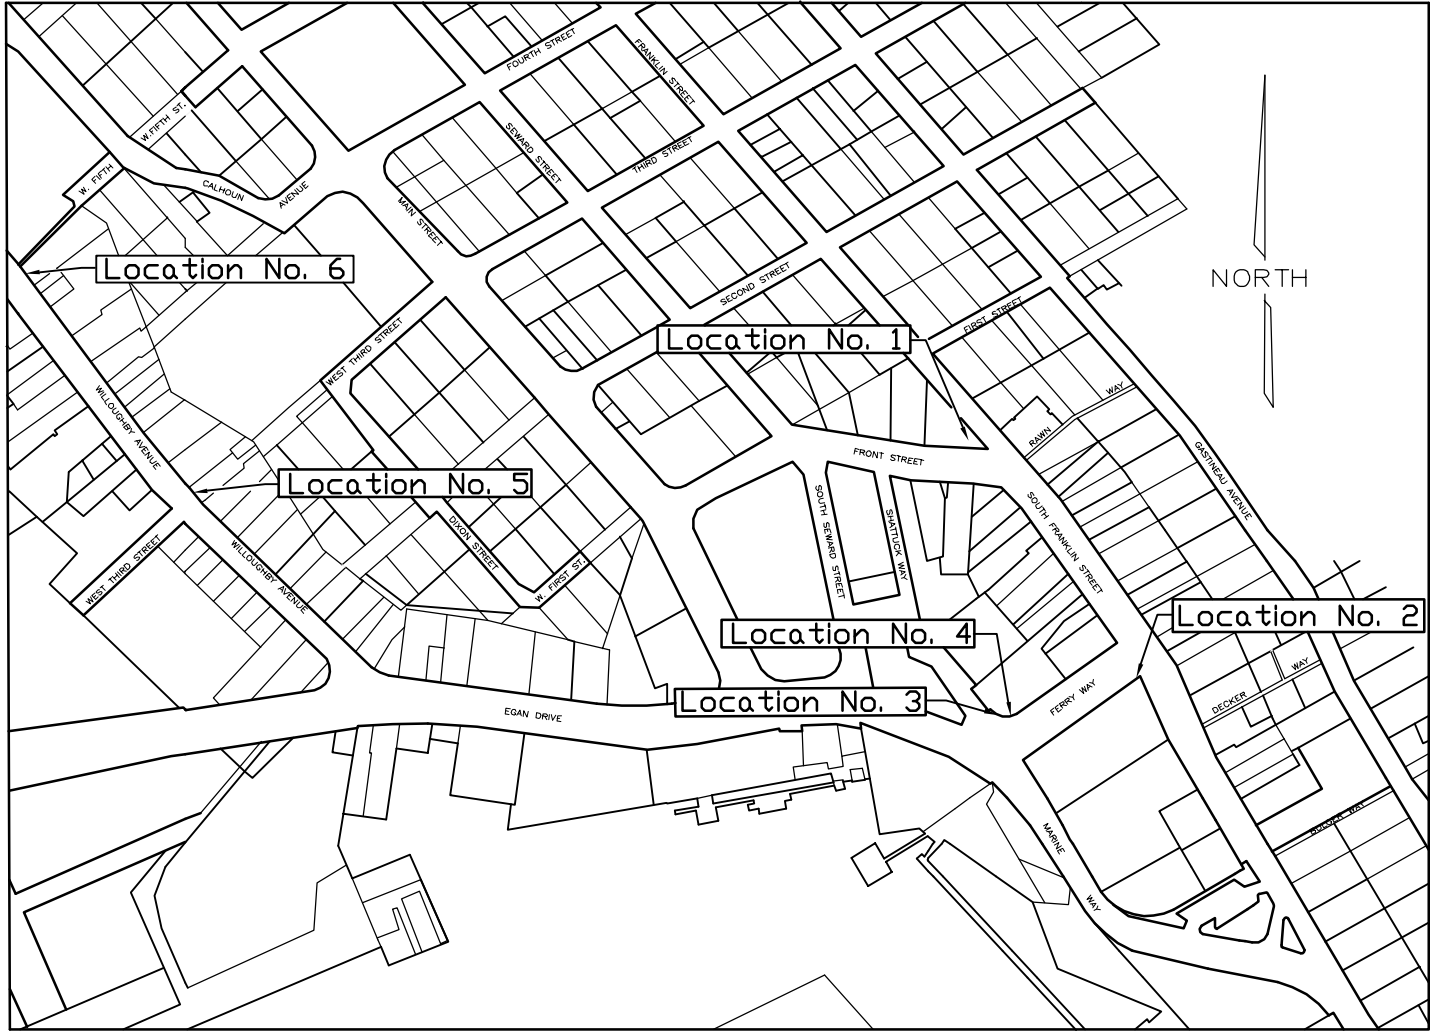 FOURTH STREET
FRANKLIN STREET
W.FIFTH ST.
SEWARD STREET
THIRD STREET
W. FIFTH
CALHOUN
AVENUE
MAIN STREET
Location No. 6
SECOND STREET
NORTH
FIRST STREET
Location No. 1
WEST THIRD STREET
WILLOUGHBY AVENUE
RAWN
WAY
FRONT STREET
GASTINEAU AVENUE
Location No. 5
DIXON STREET
SOUTH SEWARD STREET
SHATTUCK WAY
SOUTH FRANKLIN STREET
WEST THIRD STREET
WILLOUGHBY AVENUE
W. FIRST ST.
Location No. 2
Location No. 4
DECKER
WAY
Location No. 3
FERRY WAY
EGAN DRIVE
MARINE
WAY
BULGER WAY